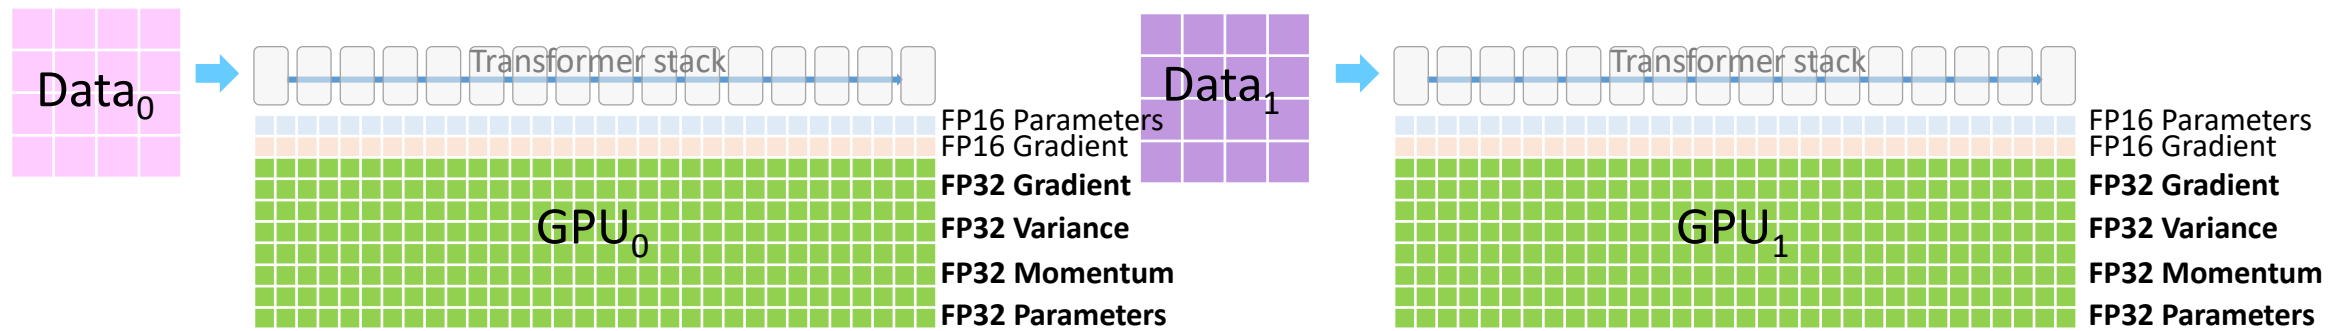 Data₀
Transformer stack
FP16 Parameters
FP16 Gradient
FP32 Gradient
GPU₀
FP32 Variance
FP32 Momentum
FP32 Parameters
Data₁
Transformer stack
FP16 Parameters
FP16 Gradient
FP32 Gradient
GPU₁
FP32 Variance
FP32 Momentum
FP32 Parameters